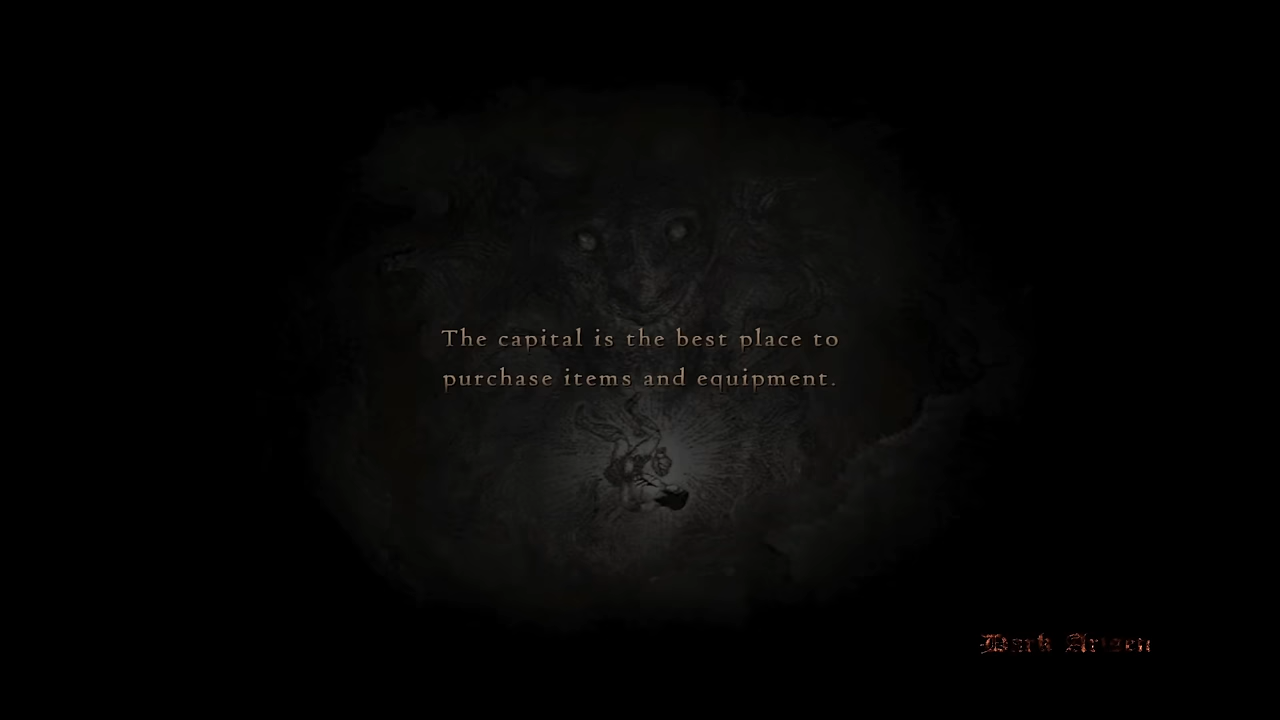 The capital is the best place to
purchase items and equipment.
Dark Arisen